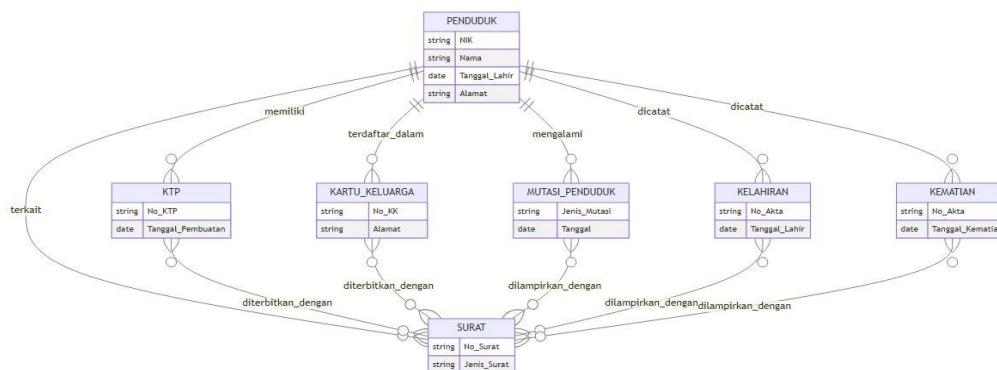 PENDUDUK
string NIK
string Nama
date Tanggal_Lahir
string Alamat
memiliki
terdaftar_dalam
mengalami
dicatat
dicatat
terkait
KTP
string No_KTP
date Tanggal_Pembuatan
KARTU_KELUARGA
string No_KK
string Alamat
MUTASI_PENDUDUK
string Jenis_Mutasi
date Tanggal
KELAHIRAN
string No_Akta
date Tanggal_Lahir
KEMATIAN
string No_Akta
date Tanggal_Kematia
diterbitkan_dengan
diterbitkan_dengan
dilampirkan_dengan
dilampirkan_dengan
dilampirkan_dengan
SURAT
string No_Surat
string Jenis_Surat